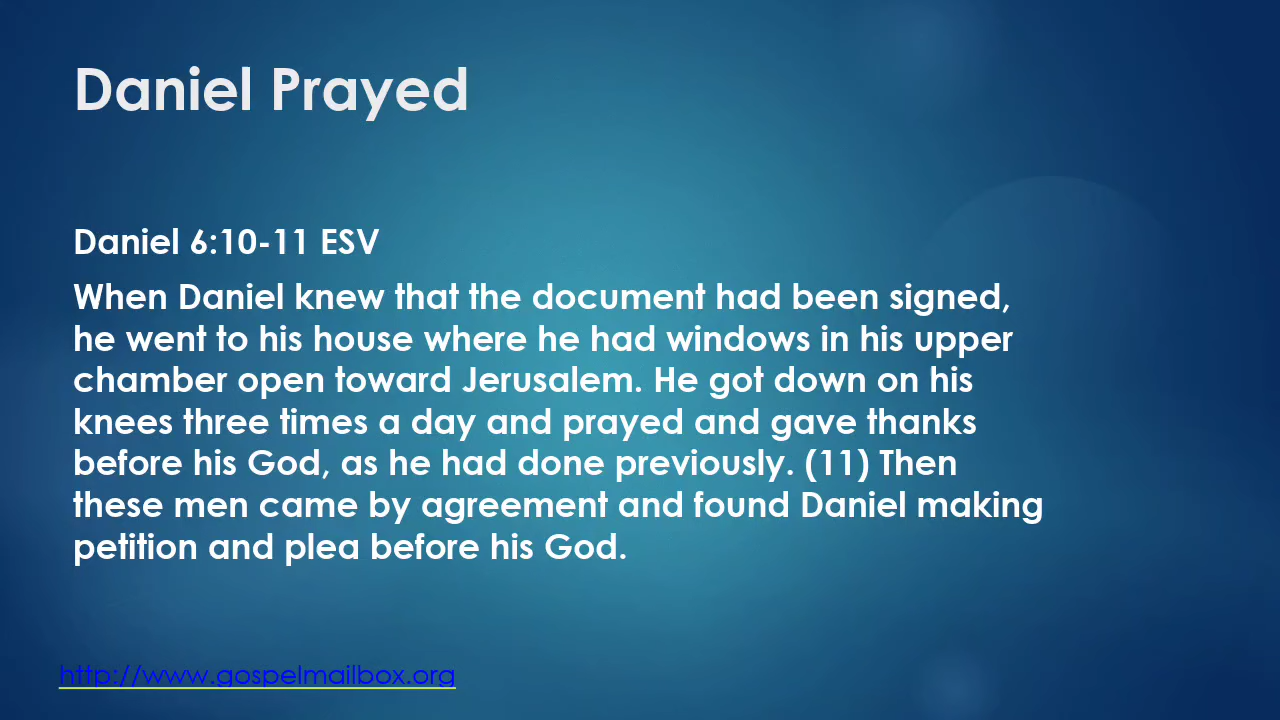 Daniel Prayed
Daniel 6:10-11 ESV
When Daniel knew that the document had been signed,
he went to his house where he had windows in his upper
chamber open toward Jerusalem. He got down on his
knees three times a day and prayed and gave thanks
before his God, as he had done previously. (11) Then
these men came by agreement and found Daniel making
petition and plea before his God.
http://www.gospelmailbox.org